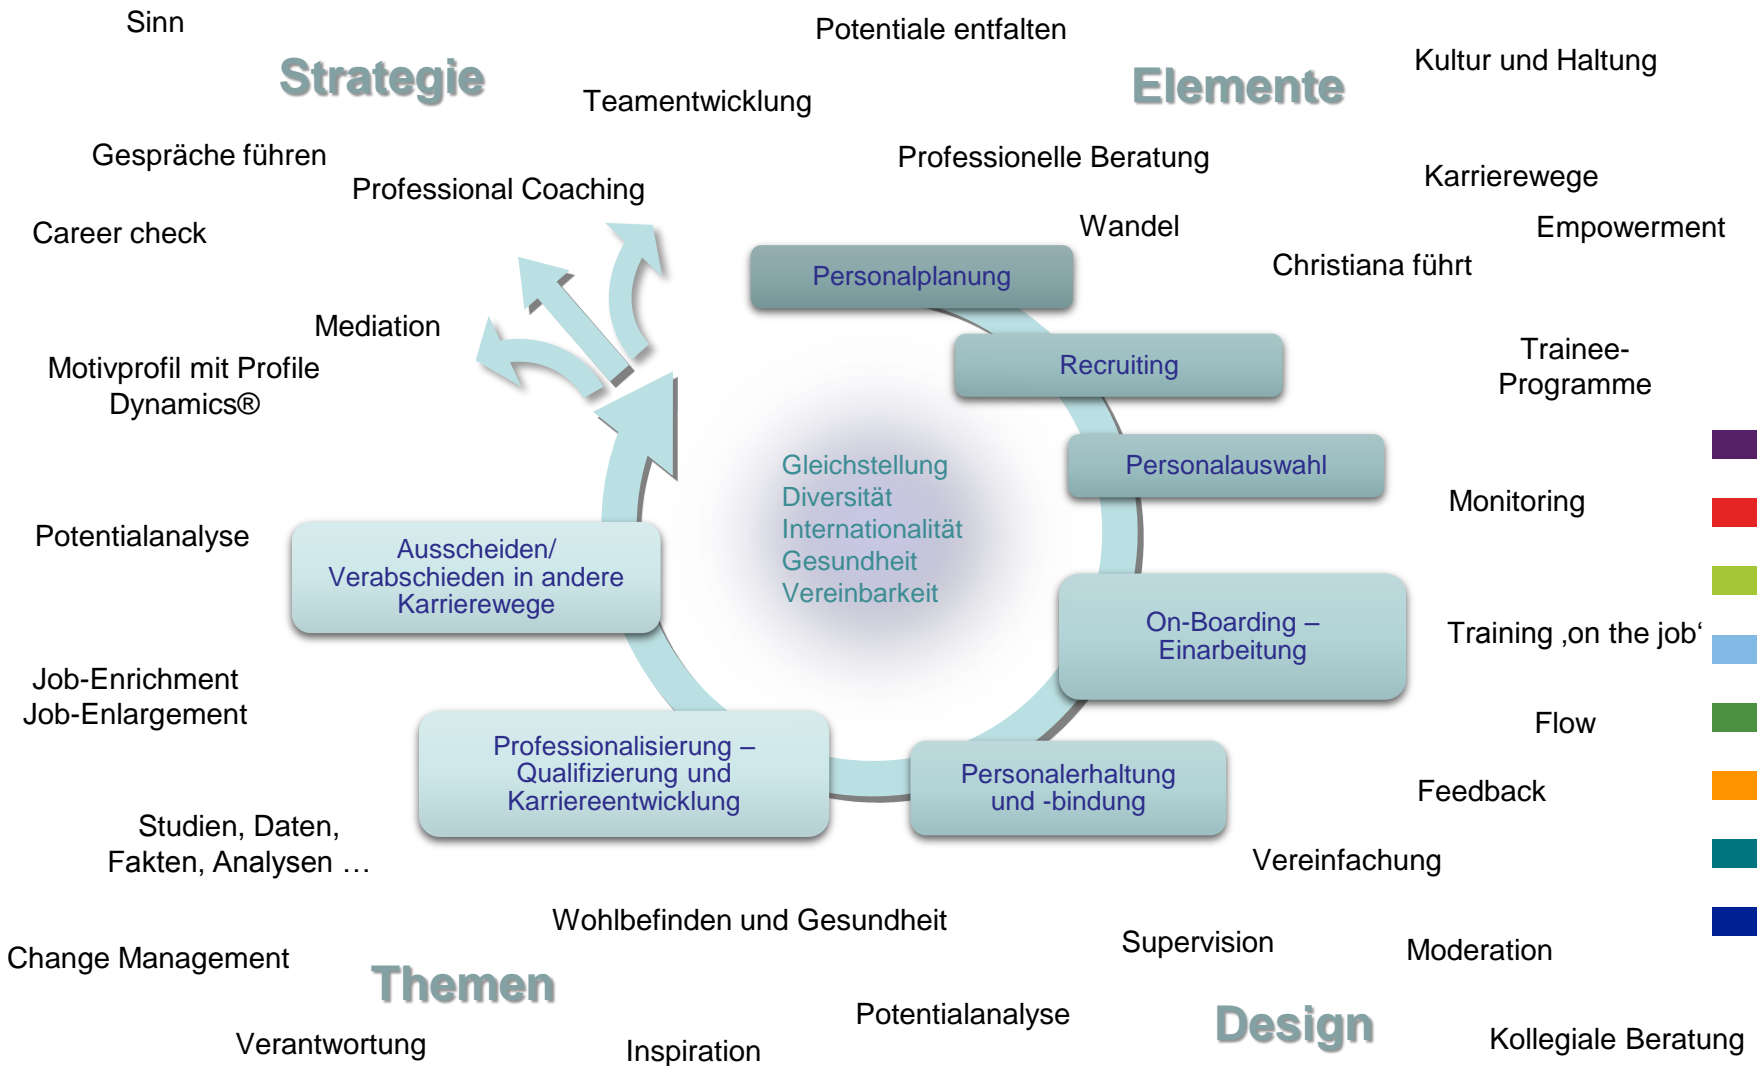 Sinn
Potentiale entfalten
Kultur und Haltung
Strategie
Elemente
Teamentwicklung
Gespräche führen
Professionelle Beratung
Professional Coaching
Karrierewege
Career check
Wandel
Empowerment
Christiana führt
Personalplanung
Mediation
Recruiting
Trainee-
Programme
Motivprofil mit Profile
Dynamics®
Personalauswahl
Gleichstellung
Diversität
Internationalität
Gesundheit
Vereinbarkeit
Monitoring
Potentialanalyse
Ausscheiden/
Verabschieden in andere
Karrierewege
On-Boarding –
Einarbeitung
Training ‚on the job‘
Job-Enrichment
Job-Enlargement
Flow
Professionalisierung –
Qualifizierung und
Karriereentwicklung
Personalerhaltung
und -bindung
Feedback
Studien, Daten,
Fakten, Analysen …
Vereinfachung
Wohlbefinden und Gesundheit
Supervision
Moderation
Change Management
Themen
Potentialanalyse
Design
Verantwortung
Inspiration
Kollegiale Beratung